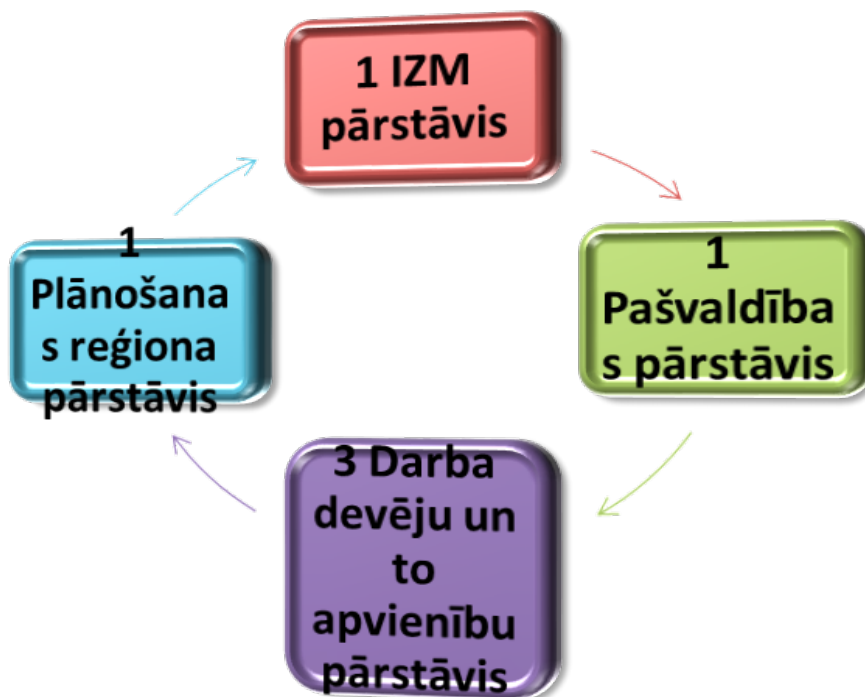 1 IZM
pārstāvis
1
Pašvaldība
s pārstāvis
3 Darba
devēju un
to
apvienību
pārstāvis
1
Plānošana
s reģiona
pārstāvis